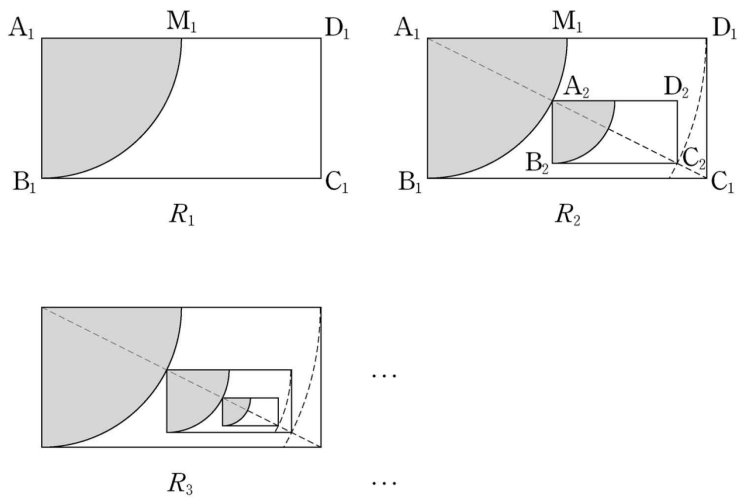 A₁ M₁ D₁
B₁ C₁
R₁
A₁ M₁ D₁
A₂ D₂
B₂ C₂
B₁ C₁
R₂
R₃
...
...